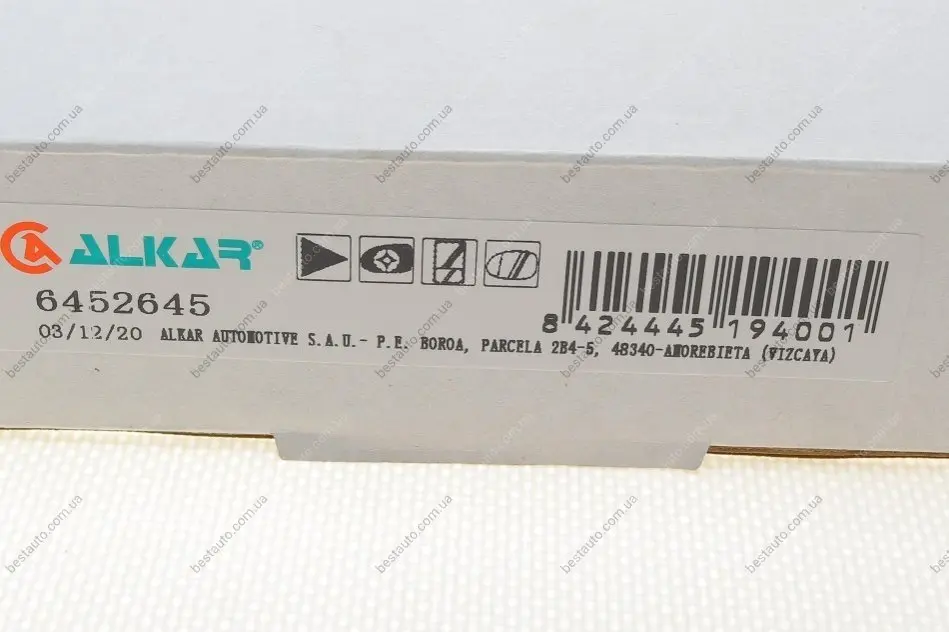 ALKAR
6452645
03/12/20 ALKAR AUTOMOTIVE S.A.U.- P.E. BOROA, PARCELA 2B4-5, 48340-AMOREBIETA (VIZCAYA)
8 424445 194001
bestauto.com.ua